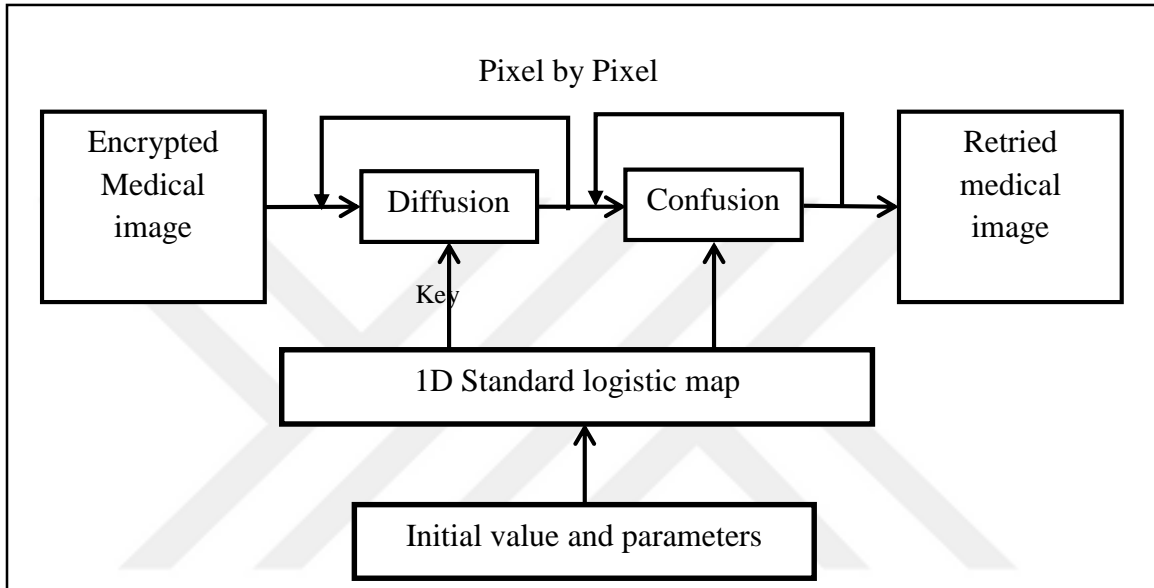 Pixel by Pixel
Encrypted
Medical
image
Diffusion
Confusion
Retried
medical
image
Key
1D Standard logistic map
Initial value and parameters